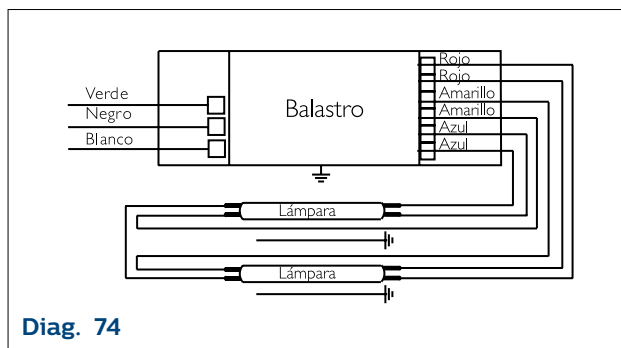 Rojo
Rojo
Verde
Amarillo
Negro
Balastro
Amarillo
Azul
Blanco
Azul
Lámpara
Lámpara
Diag. 74